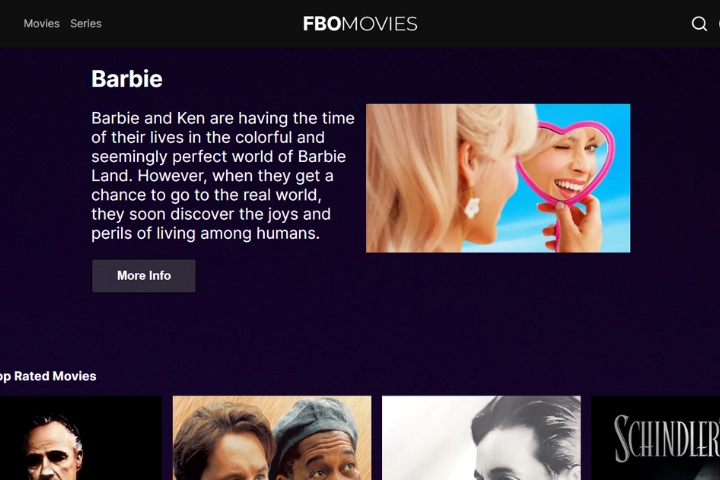 Movies Series FBOMOVIES
Barbie
Barbie and Ken are having the time
of their lives in the colorful and
seemingly perfect world of Barbie
Land. However, when they get a
chance to go to the real world,
they soon discover the joys and
perils of living among humans.
More Info
op Rated Movies
SCHINDLER